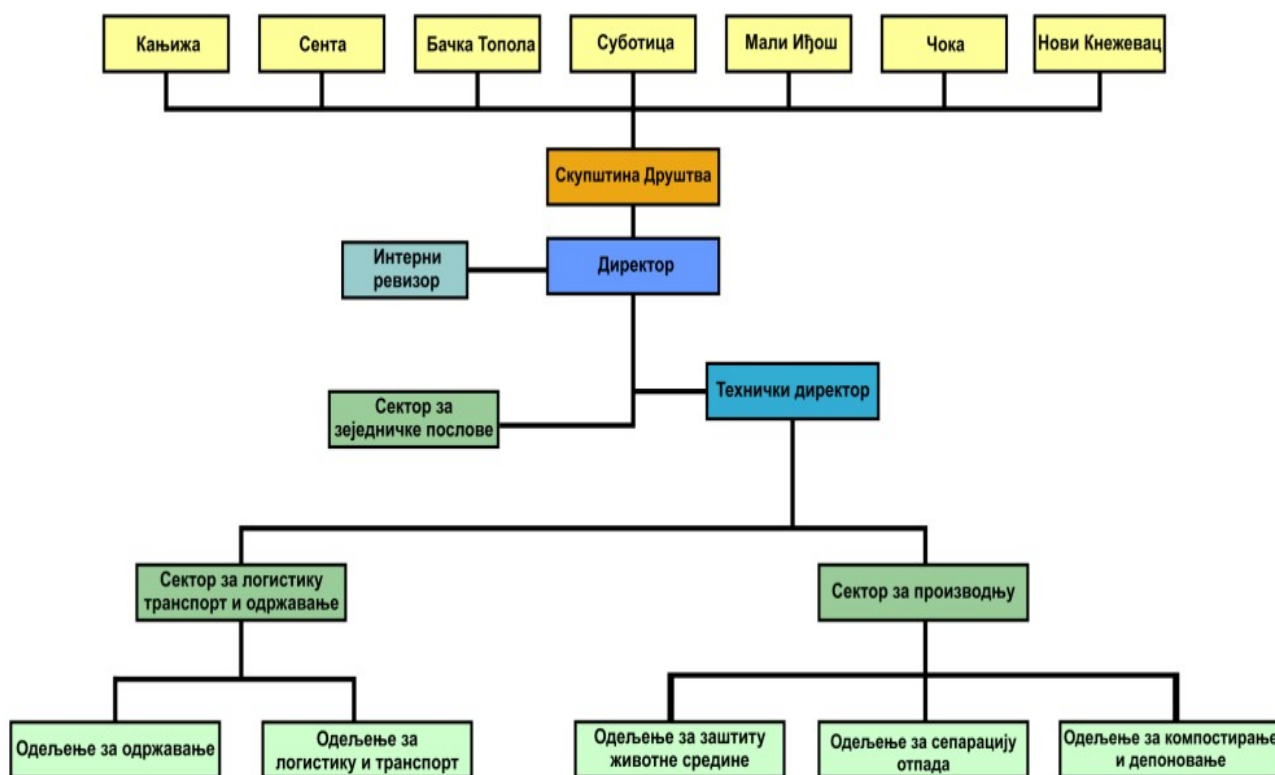 Кањижа
Сента
Бачка Топола
Суботица
Мали Иђош
Чока
Нови Кнежевац
Скупштина Друштва
Интерни
ревизор
Директор
Технички директор
Сектор за
зеједничке послове
Сектор за логистику
транспорт и одржавање
Сектор за производњу
Одељење за одржавање
Одељење за
логистику и транспорт
Одељење за заштиту
животне средине
Одељење за сепарацију
отпада
Одељење за компостирање
и депоновање